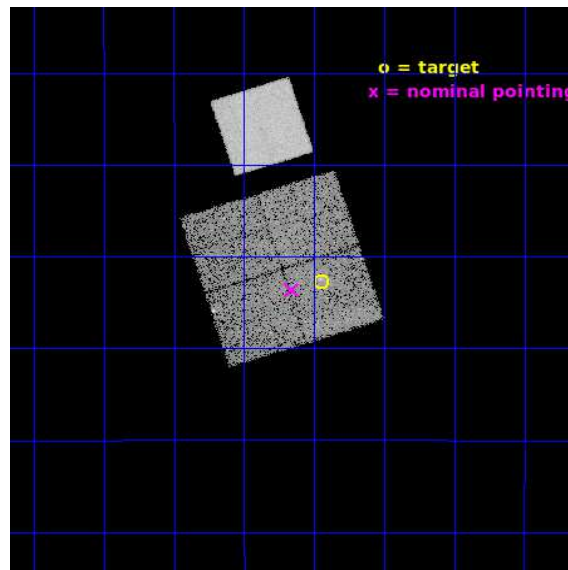 o = target
x = nominal pointing